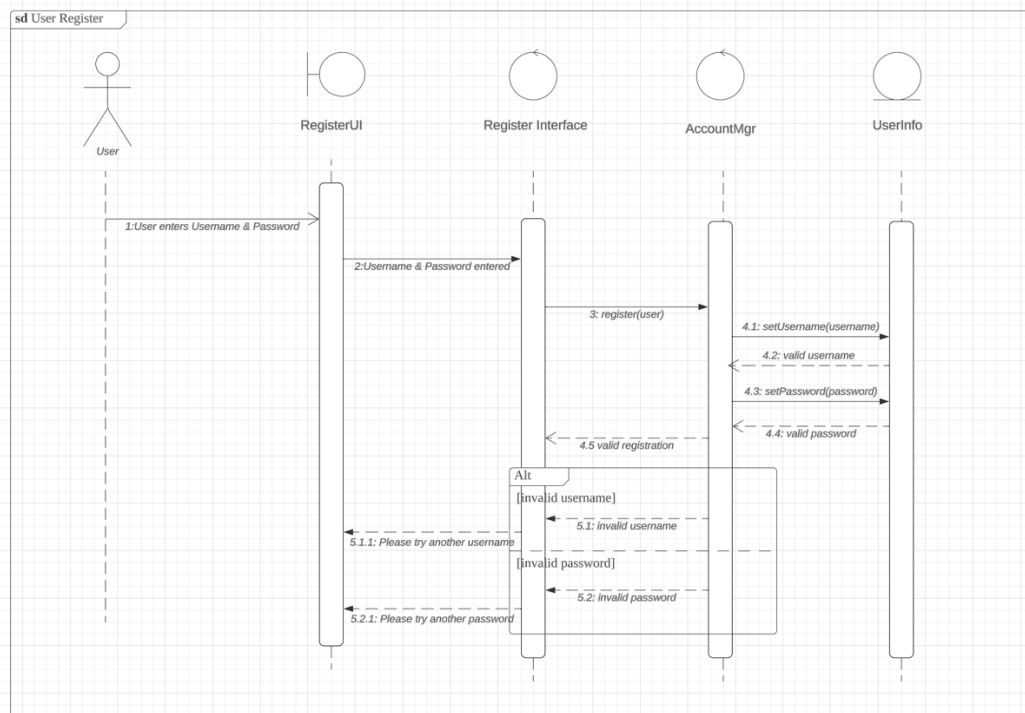 sd User Register
User
RegisterUI
Register Interface
AccountMgr
UserInfo
1:User enters Username & Password
2:Username & Password entered
3: register(user)
4.1: setUsername(username)
4.2: valid username
4.3: setPassword(password)
4.4: valid password
4.5 valid registration
Alt
[invalid username]
5.1: invalid username
5.1.1: Please try another username
[invalid password]
5.2: invalid password
5.2.1: Please try another password